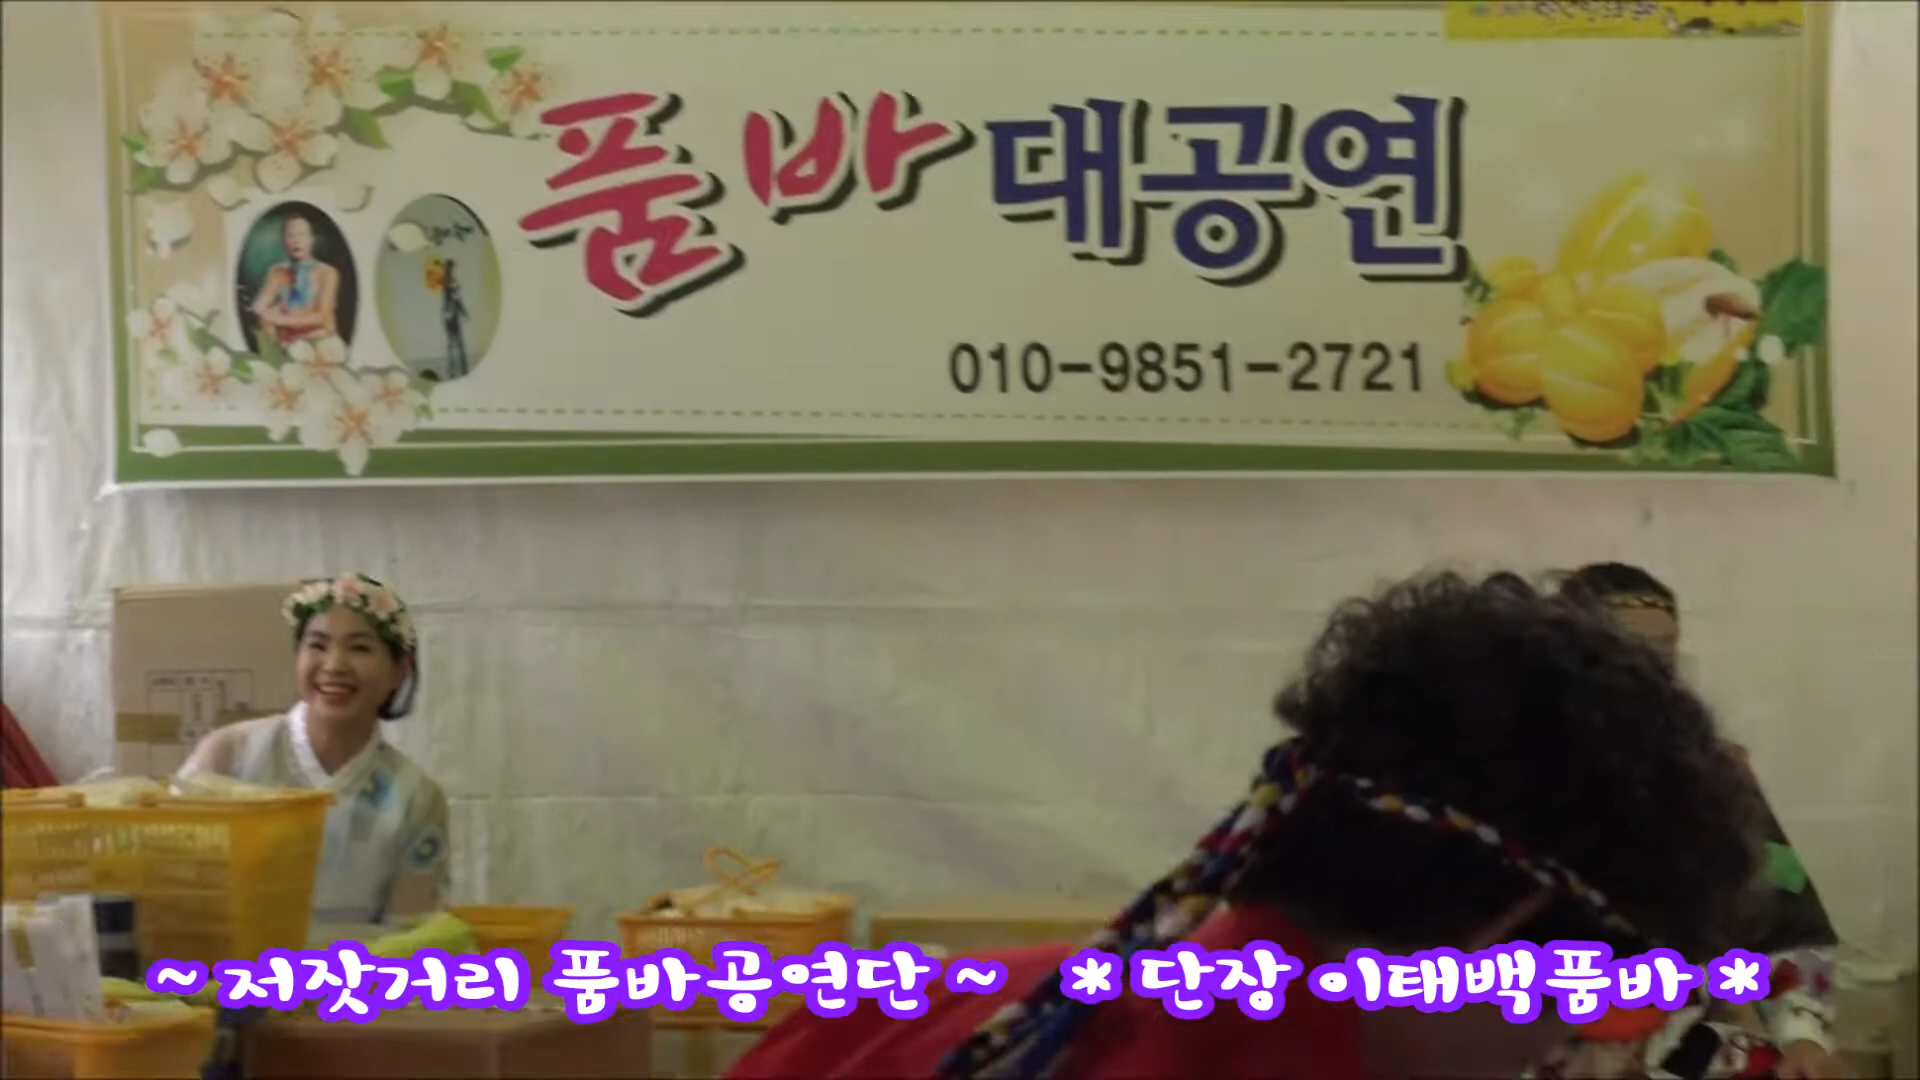 품바 대공연
010-9851-2721
~ 저잣거리 품바공연단 ~ * 단장 이태백품바 *